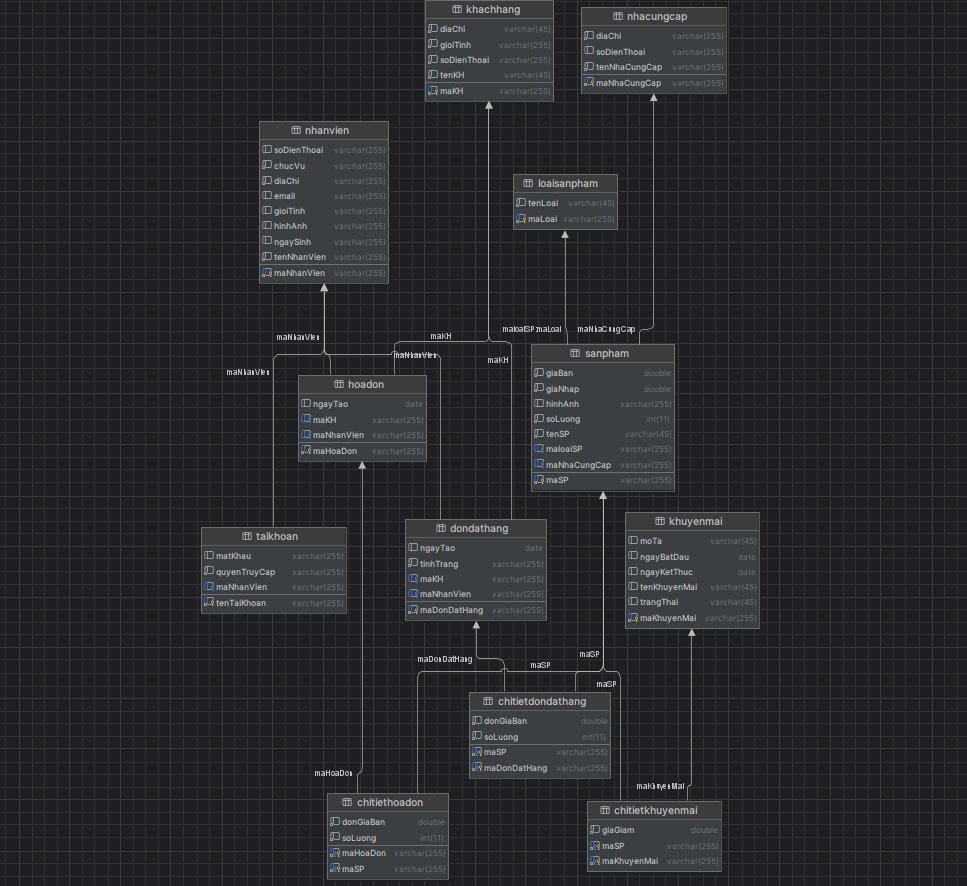 khachhang
diaChi varchar(45)
gioiTinh varchar(255)
soDienThoai varchar(255)
tenKH varchar(45)
maKH varchar(255)
nhacungcap
diaChi varchar(255)
soDienThoai varchar(255)
tenNhaCungCap varchar(255)
maNhaCungCap varchar(255)
nhanvien
soDienThoai varchar(255)
chucVu varchar(255)
diaChi varchar(255)
email varchar(255)
gioiTinh varchar(255)
hinhAnh varchar(255)
ngaySinh varchar(255)
tenNhanVien varchar(255)
maNhanVien varchar(255)
loaisanpham
tenLoai varchar(45)
maLoai varchar(255)
maNhanVien
maKH
maloaiSP:maLoai
maNhaCungCap
maNhanVien
maNhanVien
maKH
hoadon
ngayTao date
maKH varchar(255)
maNhanVien varchar(255)
maHoaDon varchar(255)
sanpham
giaBan double
giaNhap double
hinhAnh varchar(255)
soLuong int(11)
tenSP varchar(45)
maloaiSP varchar(255)
maNhaCungCap varchar(255)
maSP varchar(255)
taikhoan
matKhau varchar(255)
quyenTruyCap varchar(255)
maNhanVien varchar(255)
tenTaiKhoan varchar(255)
dondathang
ngayTao date
tinhTrang varchar(255)
maKH varchar(255)
maNhanVien varchar(255)
maDonDatHang varchar(255)
khuyenmai
moTa varchar(45)
ngayBatDau date
ngayKetThuc date
tenKhuyenMai varchar(45)
trangThai varchar(45)
maKhuyenMai varchar(255)
maDonDatHang
maSP
maSP
maSP
chitietdondathang
donGiaBan double
soLuong int(11)
maSP varchar(255)
maDonDatHang varchar(255)
maHoaDon
maKhuyenMai
chitiethoadon
donGiaBan double
soLuong int(11)
maHoaDon varchar(255)
maSP varchar(255)
chitietkhuyenmai
giaGiam double
maSP varchar(255)
maKhuyenMai varchar(255)